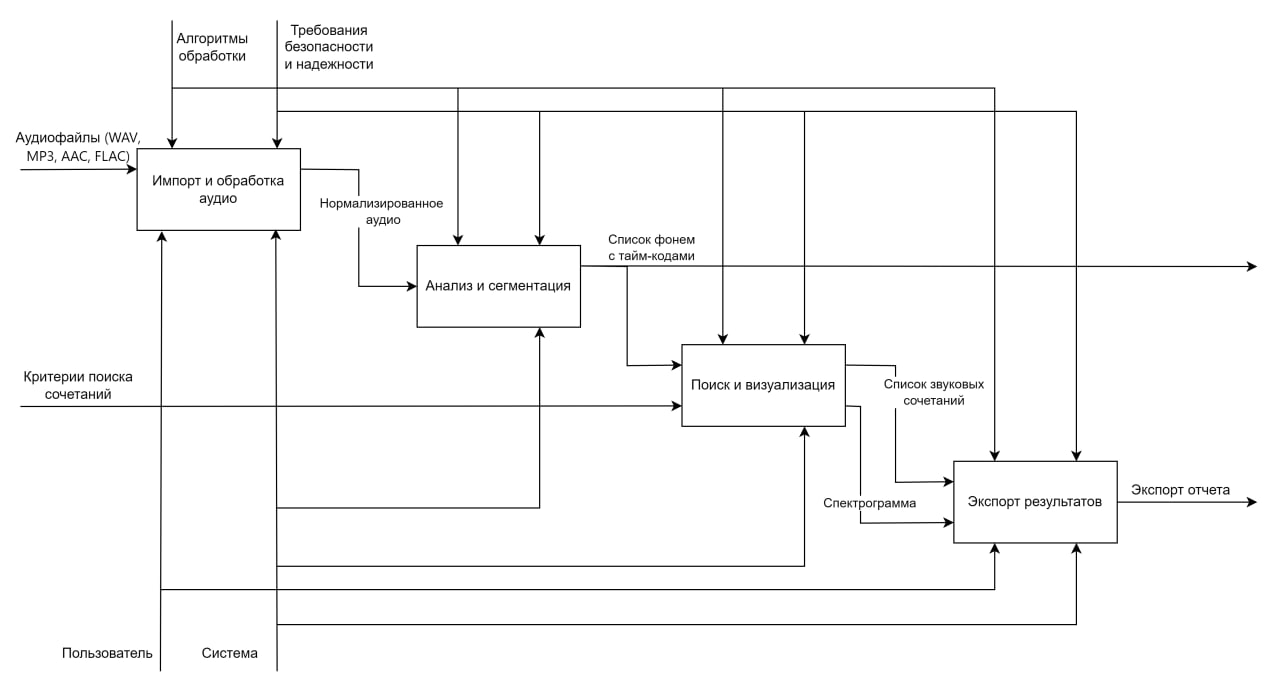 Алгоритмы
обработки
Требования
безопасности
и надежности
Аудиофайлы (WAV,
MP3, AAC, FLAC)
Импорт и обработка
аудио
Нормализированное
аудио
Анализ и сегментация
Список фонем
с тайм-кодами
Критерии поиска
сочетаний
Поиск и визуализация
Список звуковых
сочетаний
Спектрограмма
Экспорт результатов
Экспорт отчета
Пользователь
Система